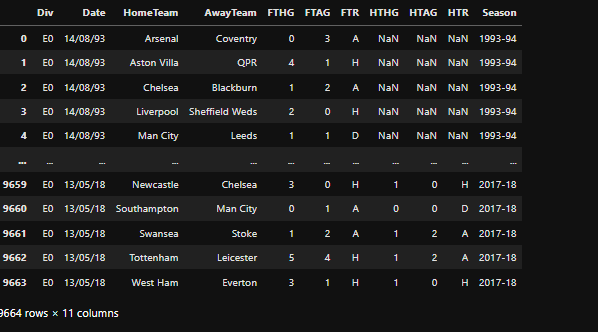 Div Date HomeTeam AwayTeam FTHG FTAG FTR HTHG HTAG HTR Season
0 E0 14/08/93 Arsenal Coventry 0 3 A NaN NaN NaN 1993-94
1 E0 14/08/93 Aston Villa QPR 4 1 H NaN NaN NaN 1993-94
2 E0 14/08/93 Chelsea Blackburn 1 2 A NaN NaN NaN 1993-94
3 E0 14/08/93 Liverpool Sheffield Weds 2 0 H NaN NaN NaN 1993-94
4 E0 14/08/93 Man City Leeds 1 1 D NaN NaN NaN 1993-94
... ... ... ... ... ... ... ... ... ... ... ...
9659 E0 13/05/18 Newcastle Chelsea 3 0 H 1 0 H 2017-18
9660 E0 13/05/18 Southampton Man City 0 1 A 0 0 D 2017-18
9661 E0 13/05/18 Swansea Stoke 1 2 A 1 2 A 2017-18
9662 E0 13/05/18 Tottenham Leicester 5 4 H 1 2 A 2017-18
9663 E0 13/05/18 West Ham Everton 3 1 H 1 0 H 2017-18
9664 rows × 11 columns